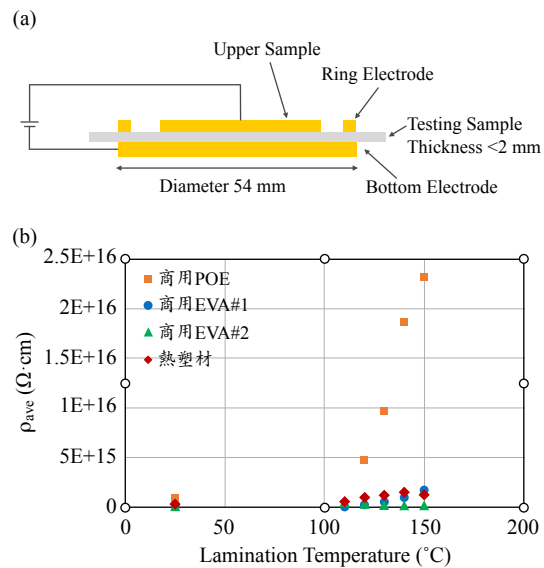 (a)
Upper Sample
Ring Electrode
Testing Sample
Thickness <2 mm
Diameter 54 mm
Bottom Electrode
(b)
2.5E+16
2E+16
1.5E+16
1E+16
5E+15
0
ρave (Ω·cm)
商用POE
商用EVA#1
商用EVA#2
熱塑材
0 50 100 150 200
Lamination Temperature (˚C)